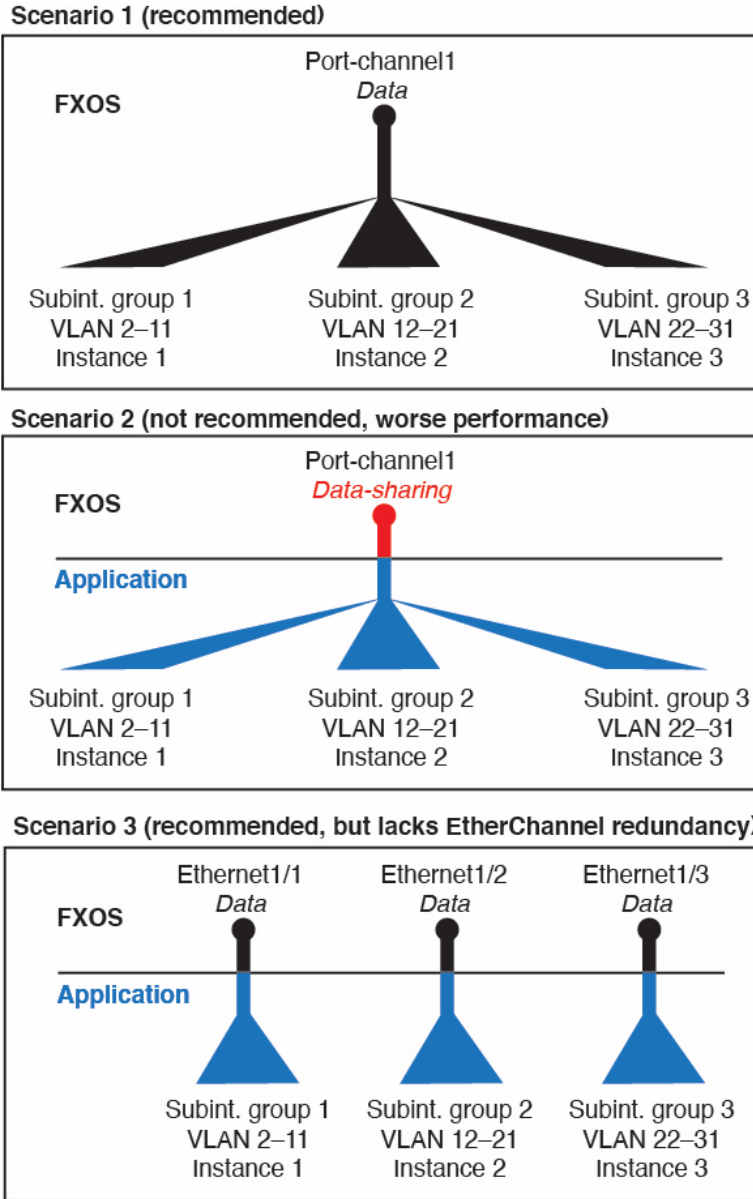 Scenario 1 (recommended)
Port-channel1
Data
FXOS
Subint. group 1
VLAN 2–11
Instance 1
Subint. group 2
VLAN 12–21
Instance 2
Subint. group 3
VLAN 22–31
Instance 3
Scenario 2 (not recommended, worse performance)
Port-channel1
Data-sharing
FXOS
Application
Subint. group 1
VLAN 2–11
Instance 1
Subint. group 2
VLAN 12–21
Instance 2
Subint. group 3
VLAN 22–31
Instance 3
Scenario 3 (recommended, but lacks EtherChannel redundancy)
Ethernet1/1
Data
Ethernet1/2
Data
Ethernet1/3
Data
FXOS
Application
Subint. group 1
VLAN 2–11
Instance 1
Subint. group 2
VLAN 12–21
Instance 2
Subint. group 3
VLAN 22–31
Instance 3